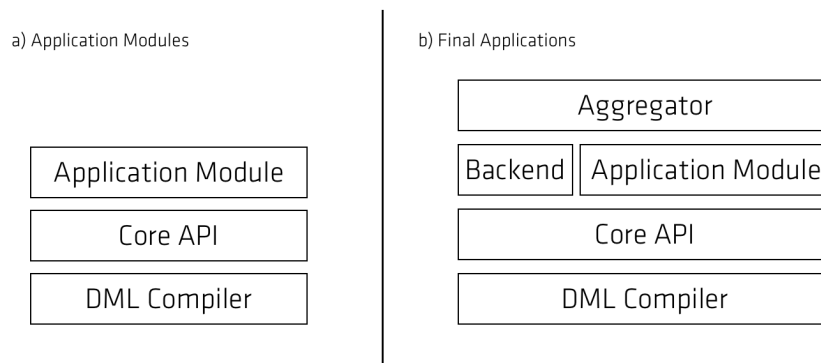 a) Application Modules
Application Module
Core API
DML Compiler
b) Final Applications
Aggregator
Backend
Application Module
Core API
DML Compiler